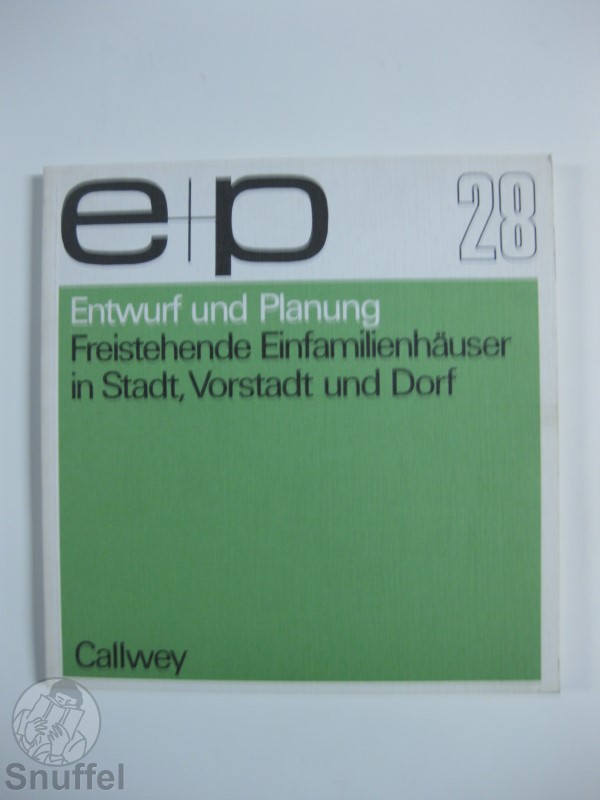 e+p 28
Entwurf und Planung
Freistehende Einfamilienhäuser
in Stadt, Vorstadt und Dorf
Callwey
Snuffel